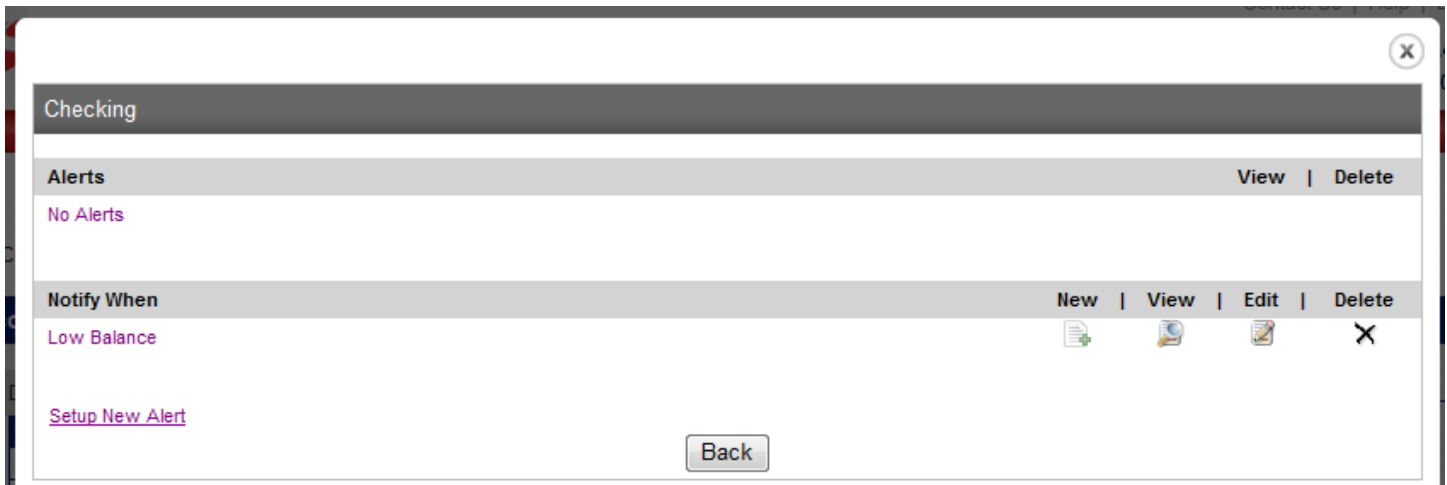 Checking
Alerts View | Delete
No Alerts
Notify When New | View | Edit | Delete
Low Balance
Setup New Alert
Back